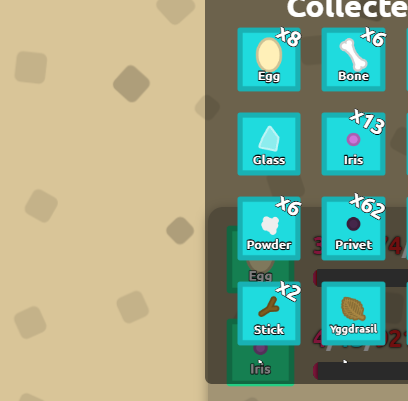 Collecte
x8 x6
Egg Bone
x13
Glass Iris
x6 x62
Powder Privet
Egg
x2
Stick Yggdrasil
Iris